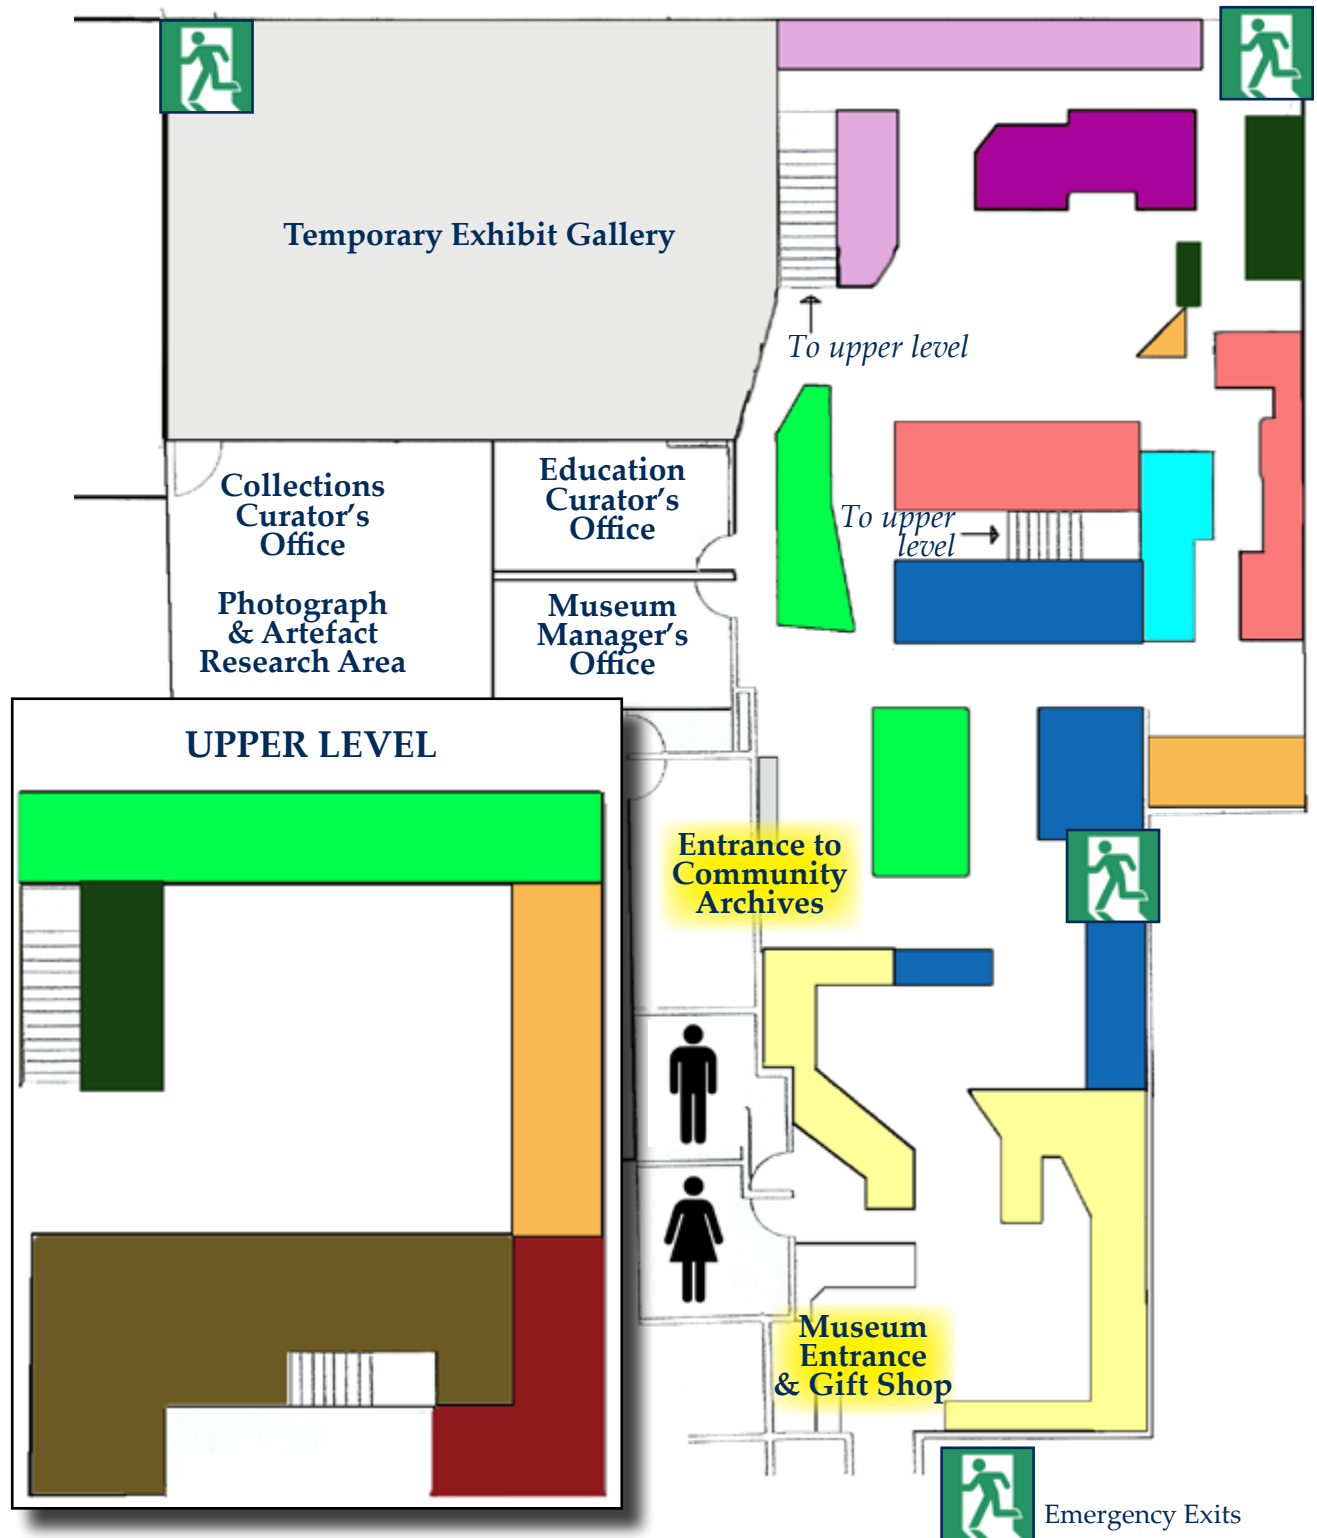 Temporary Exhibit Gallery
To upper level
Collections
Curator's
Office
Education
Curator's
Office
To upper
level
Photograph
& Artefact
Research Area
Museum
Manager's
Office
UPPER LEVEL
Entrance to
Community
Archives
Museum
Entrance
& Gift Shop
Emergency Exits